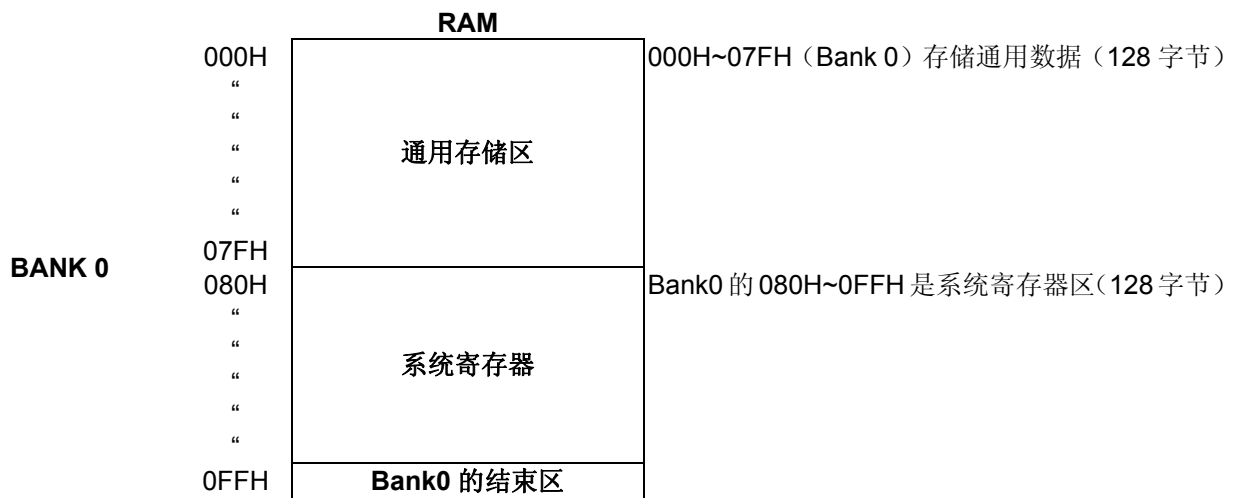 RAM
000H 000H~07FH（Bank 0）存储通用数据（128 字节）
“
“
“ 通用存储区
“
“
07FH
BANK 0
080H Bank0 的 080H~0FFH 是系统寄存器区（128 字节）
“
“
“ 系统寄存器
“
“
0FFH Bank0 的结束区